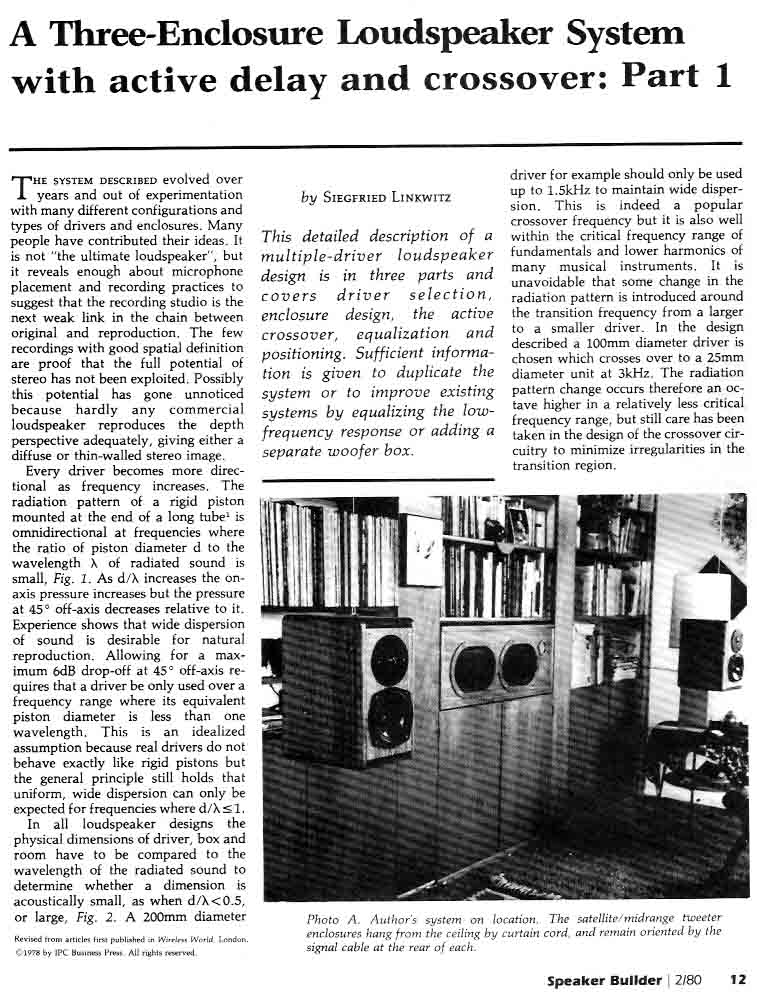 A Three-Enclosure Loudspeaker System
with active delay and crossover: Part 1
THE SYSTEM DESCRIBED evolved over
years and out of experimentation
with many different configurations and
types of drivers and enclosures. Many
people have contributed their ideas. It
is not "the ultimate loudspeaker", but
it reveals enough about microphone
placement and recording practices to
suggest that the recording studio is the
next weak link in the chain between
original and reproduction. The few
recordings with good spatial definition
are proof that the full potential of
stereo has not been exploited. Possibly
this potential has gone unnoticed
because hardly any commercial
loudspeaker reproduces the depth
perspective adequately, giving either a
diffuse or thin-walled stereo image.
Every driver becomes more direc-
tional as frequency increases. The
radiation pattern of a rigid piston
mounted at the end of a long tube¹ is
omnidirectional at frequencies where
the ratio of piston diameter d to the
wavelength λ of radiated sound is
small, Fig. 1. As d/λ increases the on-
axis pressure increases but the pressure
at 45° off-axis decreases relative to it.
Experience shows that wide dispersion
of sound is desirable for natural
reproduction. Allowing for a max-
imum 6dB drop-off at 45° off-axis re-
quires that a driver be only used over a
frequency range where its equivalent
piston diameter is less than one
wavelength. This is an idealized
assumption because real drivers do not
behave exactly like rigid pistons but
the general principle still holds that
uniform, wide dispersion can only be
expected for frequencies where d/λ≤1.
In all loudspeaker designs the
physical dimensions of driver, box and
room have to be compared to the
wavelength of the radiated sound to
determine whether a dimension is
acoustically small, as when d/λ<0.5,
or large, Fig. 2. A 200mm diameter
Revised from articles first published in Wireless World, London.
©1978 by IPC Business Press. All rights reserved.
by SIEGFRIED LINKWITZ
This detailed description of a
multiple-driver loudspeaker
design is in three parts and
covers driver selection,
enclosure design, the active
crossover, equalization and
positioning. Sufficient informa-
tion is given to duplicate the
system or to improve existing
systems by equalizing the low-
frequency response or adding a
separate woofer box.
driver for example should only be used
up to 1.5kHz to maintain wide disper-
sion. This is indeed a popular
crossover frequency but it is also well
within the critical frequency range of
fundamentals and lower harmonics of
many musical instruments. It is
unavoidable that some change in the
radiation pattern is introduced around
the transition frequency from a larger
to a smaller driver. In the design
described a 100mm diameter driver is
chosen which crosses over to a 25mm
diameter unit at 3kHz. The radiation
pattern change occurs therefore an oc-
tave higher in a relatively less critical
frequency range, but still care has been
taken in the design of the crossover cir-
cuitry to minimize irregularities in the
transition region.
Photo A. Author's system on location. The satellite/midrange tweeter
enclosures hang from the ceiling by curtain cord, and remain oriented by the
signal cable at the rear of each.
Speaker Builder | 2/80 12